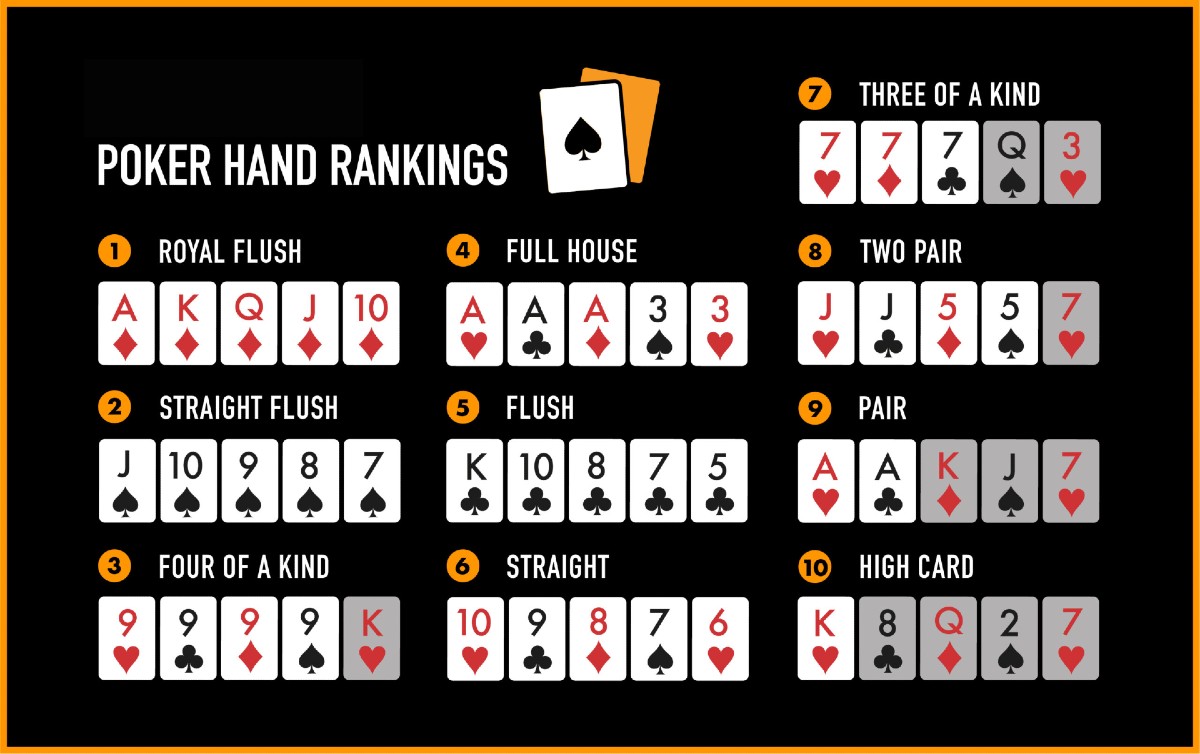 POKER HAND RANKINGS
1 ROYAL FLUSH
A K Q J 10
2 STRAIGHT FLUSH
J 10 9 8 7
3 FOUR OF A KIND
9 9 9 9 K
4 FULL HOUSE
A A A 3 3
5 FLUSH
K 10 8 7 5
6 STRAIGHT
10 9 8 7 6
7 THREE OF A KIND
7 7 7 Q 3
8 TWO PAIR
J J 5 5 7
9 PAIR
A A K J 7
10 HIGH CARD
K 8 Q 2 7